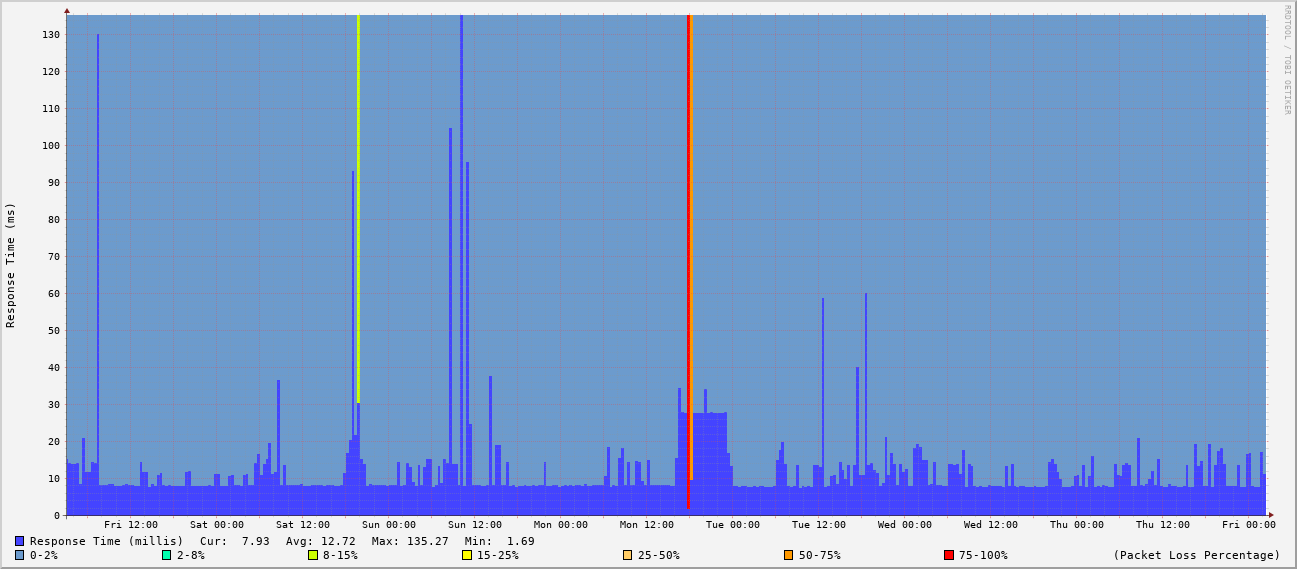 RRDTOOL / TOBI OETIKER
Response Time (ms)
130
120
110
100
90
80
70
60
50
40
30
20
10
0
Fri 12:00 Sat 00:00 Sat 12:00 Sun 00:00 Sun 12:00 Mon 00:00 Mon 12:00 Tue 00:00 Tue 12:00 Wed 00:00 Wed 12:00 Thu 00:00 Thu 12:00 Fri 00:00
Response Time (millis) Cur: 7.93 Avg: 12.72 Max: 135.27 Min: 1.69
0-2% 2-8% 8-15% 15-25% 25-50% 50-75% 75-100% (Packet Loss Percentage)